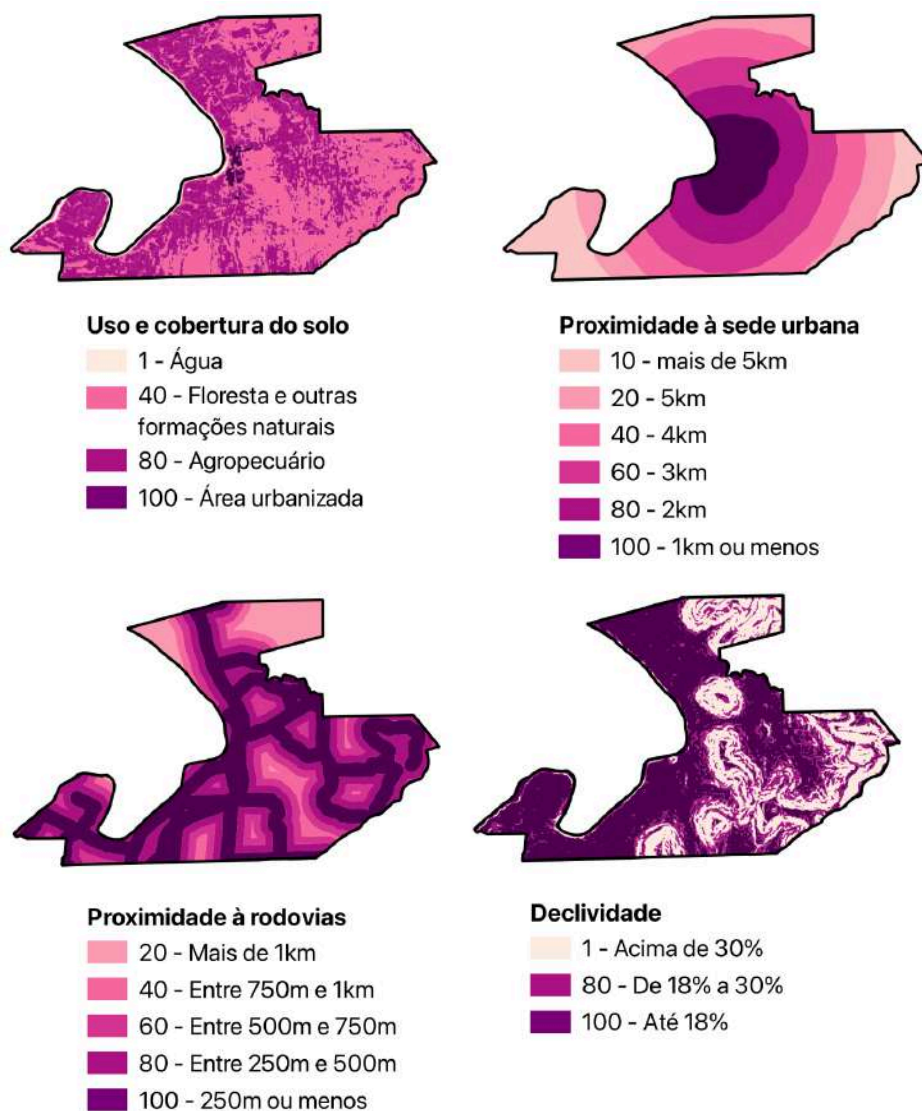 Uso e cobertura do solo
1 - Água
40 - Floresta e outras
formações naturais
80 - Agropecuário
100 - Área urbanizada
Proximidade à sede urbana
10 - mais de 5km
20 - 5km
40 - 4km
60 - 3km
80 - 2km
100 - 1km ou menos
Proximidade à rodovias
20 - Mais de 1km
40 - Entre 750m e 1km
60 - Entre 500m e 750m
80 - Entre 250m e 500m
100 - 250m ou menos
Declividade
1 - Acima de 30%
80 - De 18% a 30%
100 - Até 18%